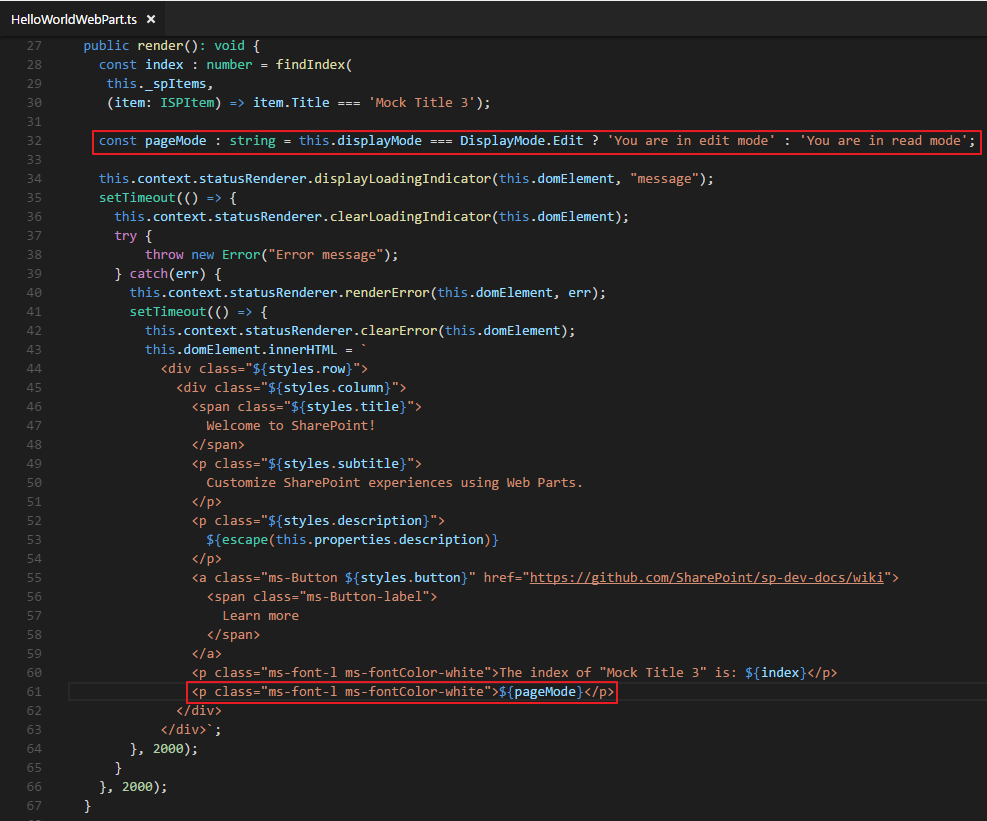 HelloWorldWebPart.ts ×
27 public render(): void {
28 const index : number = findIndex(
29 this._spItems,
30 (item: ISPItem) => item.Title === 'Mock Title 3');
31
32 const pageMode : string = this.displayMode === DisplayMode.Edit ? 'You are in edit mode' : 'You are in read mode';
33
34 this.context.statusRenderer.displayLoadingIndicator(this.domElement, "message");
35 setTimeout(() => {
36 this.context.statusRenderer.clearLoadingIndicator(this.domElement);
37 try {
38 throw new Error("Error message");
39 } catch(err) {
40 this.context.statusRenderer.renderError(this.domElement, err);
41 setTimeout(() => {
42 this.context.statusRenderer.clearError(this.domElement);
43 this.domElement.innerHTML = `
44 <div class="${styles.row}">
45 <div class="${styles.column}">
46 <span class="${styles.title}">
47 Welcome to SharePoint!
48 </span>
49 <p class="${styles.subtitle}">
50 Customize SharePoint experiences using Web Parts.
51 </p>
52 <p class="${styles.description}">
53 ${escape(this.properties.description)}
54 </p>
55 <a class="ms-Button ${styles.button}" href="https://github.com/SharePoint/sp-dev-docs/wiki">
56 <span class="ms-Button-label">
57 Learn more
58 </span>
59 </a>
60 <p class="ms-font-l ms-fontColor-white">The index of "Mock Title 3" is: ${index}</p>
61 <p class="ms-font-l ms-fontColor-white">${pageMode}</p>
62 </div>
63 </div>`;
64 }, 2000);
65 }
66 }, 2000);
67 }